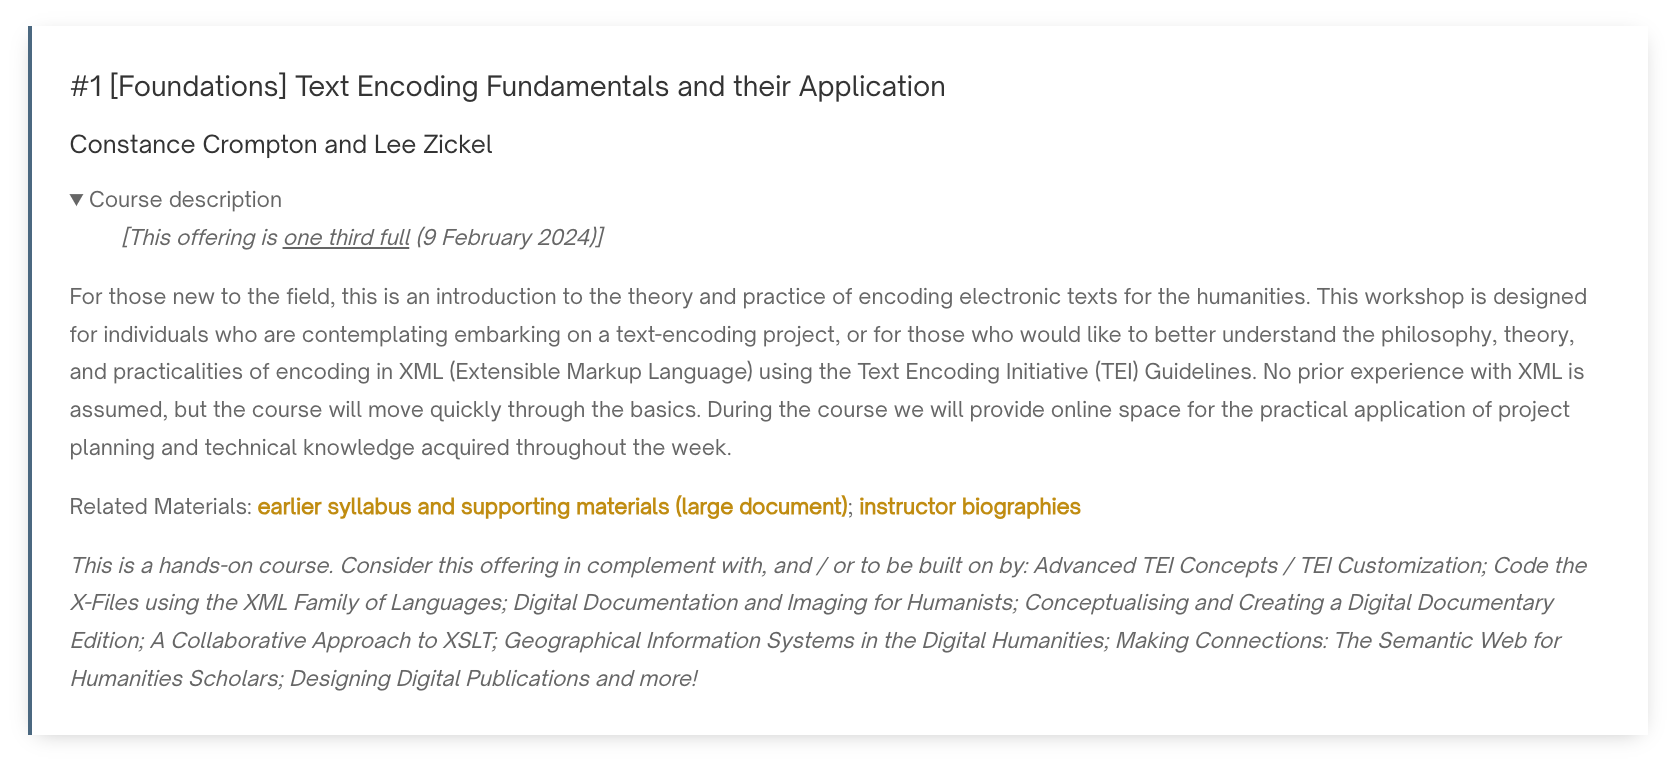 #1 [Foundations] Text Encoding Fundamentals and their Application
Constance Crompton and Lee Zickel
▼ Course description
[This offering is one third full (9 February 2024)]
For those new to the field, this is an introduction to the theory and practice of encoding electronic texts for the humanities. This workshop is designed
for individuals who are contemplating embarking on a text-encoding project, or for those who would like to better understand the philosophy, theory,
and practicalities of encoding in XML (Extensible Markup Language) using the Text Encoding Initiative (TEI) Guidelines. No prior experience with XML is
assumed, but the course will move quickly through the basics. During the course we will provide online space for the practical application of project
planning and technical knowledge acquired throughout the week.
Related Materials: earlier syllabus and supporting materials (large document); instructor biographies
This is a hands-on course. Consider this offering in complement with, and / or to be built on by: Advanced TEI Concepts / TEI Customization; Code the
X-Files using the XML Family of Languages; Digital Documentation and Imaging for Humanists; Conceptualising and Creating a Digital Documentary
Edition; A Collaborative Approach to XSLT; Geographical Information Systems in the Digital Humanities; Making Connections: The Semantic Web for
Humanities Scholars; Designing Digital Publications and more!